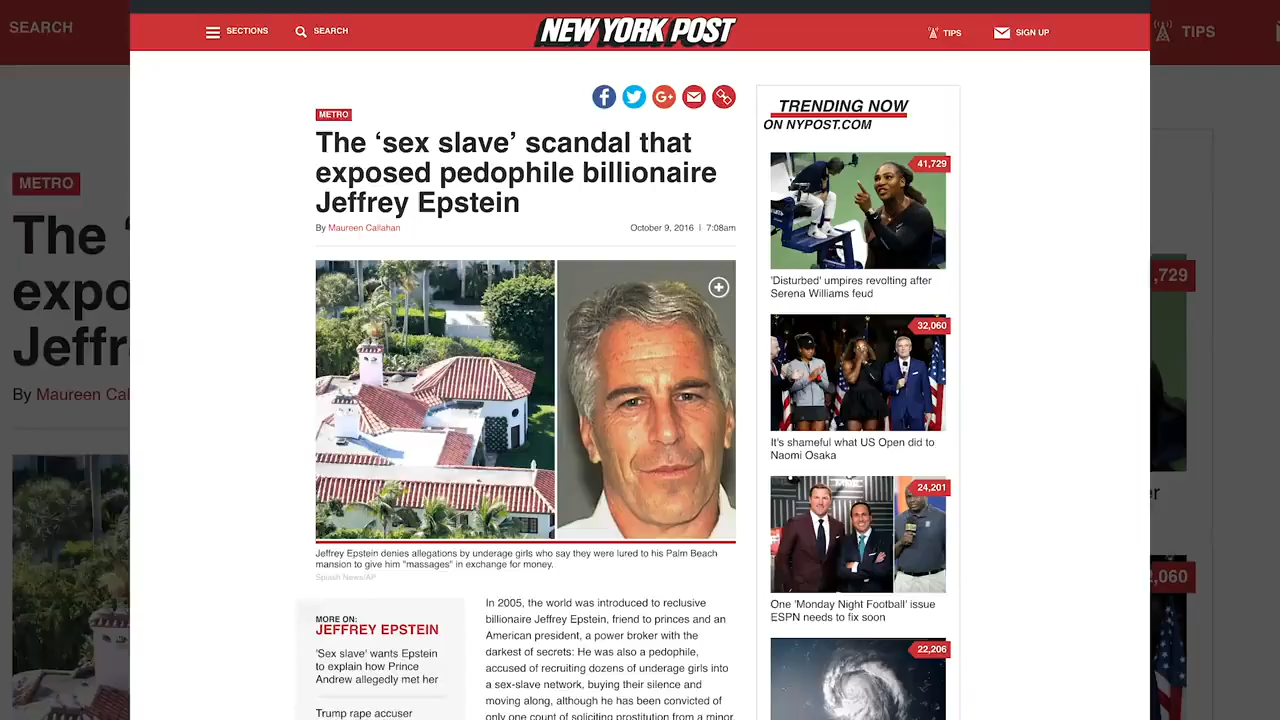 SEARCH
METRO
The ‘
expo
Jeffr
By Maureen Cal
SECTIONS
SEARCH
NEW YORK POST
TIPS
SIGN UP
METRO
The ‘sex slave’ scandal that
exposed pedophile billionaire
Jeffrey Epstein
By Maureen Callahan
October 9, 2016 | 7:08am
Jeffrey Epstein denies allegations by underage girls who say they were lured to his Palm Beach
mansion to give him "massages" in exchange for money.
Splash News/AP
MORE ON:
JEFFREY EPSTEIN
'Sex slave' wants Epstein
to explain how Prince
Andrew allegedly met her
Trump rape accuser
In 2005, the world was introduced to reclusive
billionaire Jeffrey Epstein, friend to princes and an
American president, a power broker with the
darkest of secrets: He was also a pedophile,
accused of recruiting dozens of underage girls into
a sex-slave network, buying their silence and
moving along, although he has been convicted of
only one count of soliciting prostitution from a minor.
TRENDING NOW
ON NYPOST.COM
41,729
'Disturbed' umpires revolting after
Serena Williams feud
32,060
It's shameful what US Open did to
Naomi Osaka
24,201
One 'Monday Night Football' issue
ESPN needs to fix soon
22,206
TIPS
,729
er
,060